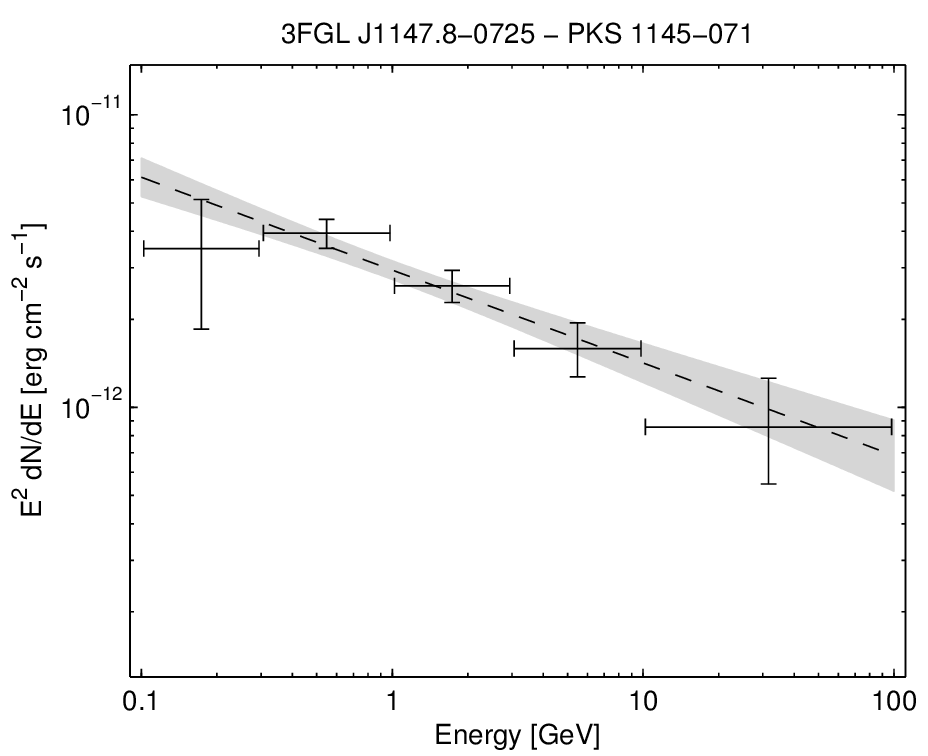 3FGL J1147.8−0725 − PKS 1145−071
10⁻¹¹
10⁻¹²
E² dN/dE [erg cm⁻² s⁻¹]
0.1 1 10 100
Energy [GeV]